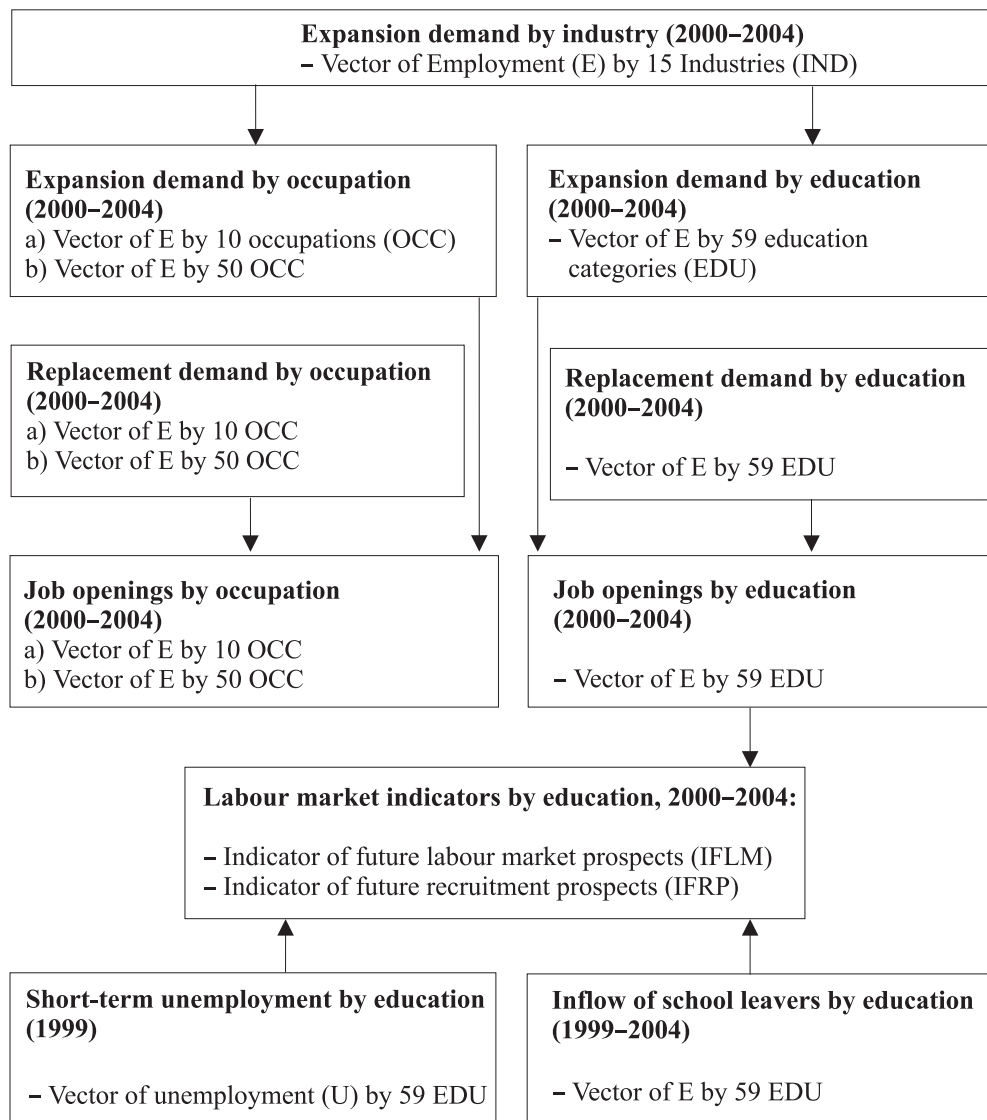 Expansion demand by industry (2000–2004)
– Vector of Employment (E) by 15 Industries (IND)
Expansion demand by occupation
(2000–2004)
a) Vector of E by 10 occupations (OCC)
b) Vector of E by 50 OCC
Expansion demand by education
(2000–2004)
– Vector of E by 59 education
categories (EDU)
Replacement demand by occupation
(2000–2004)
a) Vector of E by 10 OCC
b) Vector of E by 50 OCC
Replacement demand by education
(2000–2004)
– Vector of E by 59 EDU
Job openings by occupation
(2000–2004)
a) Vector of E by 10 OCC
b) Vector of E by 50 OCC
Job openings by education
(2000–2004)
– Vector of E by 59 EDU
Labour market indicators by education, 2000–2004:
– Indicator of future labour market prospects (IFLM)
– Indicator of future recruitment prospects (IFRP)
Short-term unemployment by education
(1999)
– Vector of unemployment (U) by 59 EDU
Inflow of school leavers by education
(1999–2004)
– Vector of E by 59 EDU